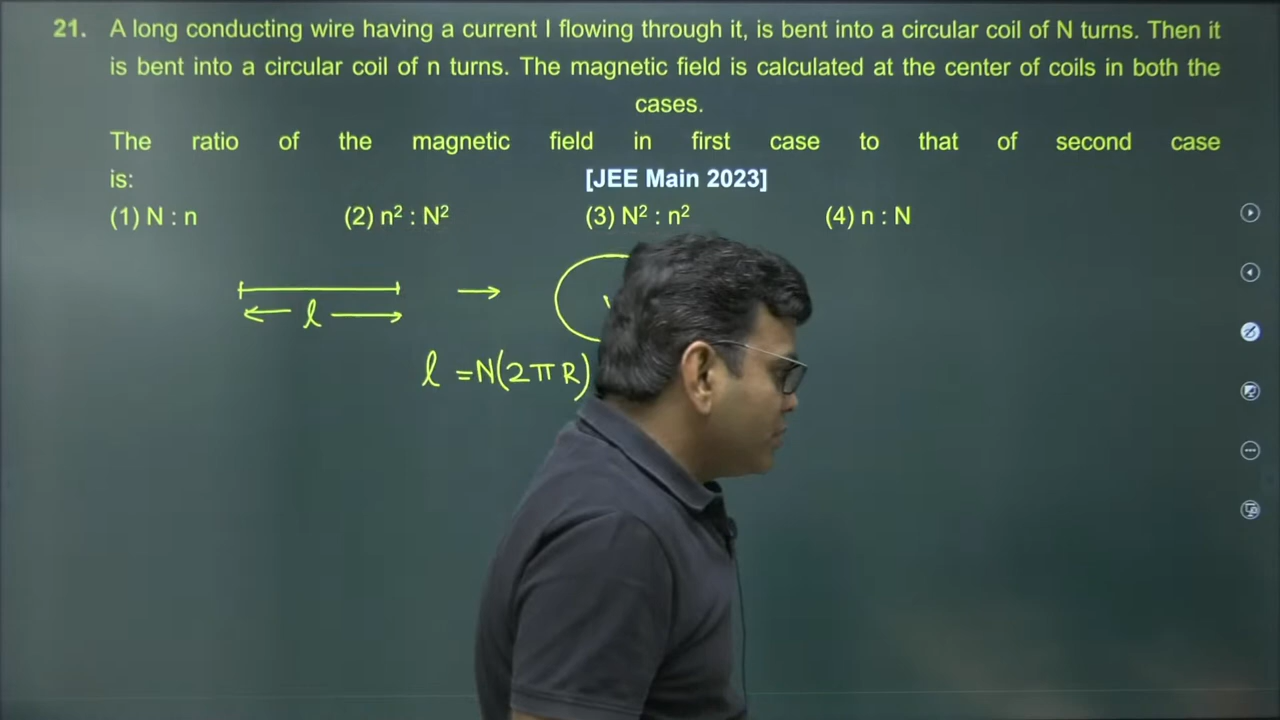 21. A long conducting wire having a current I flowing through it, is bent into a circular coil of N turns. Then it
is bent into a circular coil of n turns. The magnetic field is calculated at the center of coils in both the
cases.
The ratio of the magnetic field in first case to that of second case
is: [JEE Main 2023]
(1) N : n (2) n² : N² (3) N² : n² (4) n : N
l
l = N(2πR)